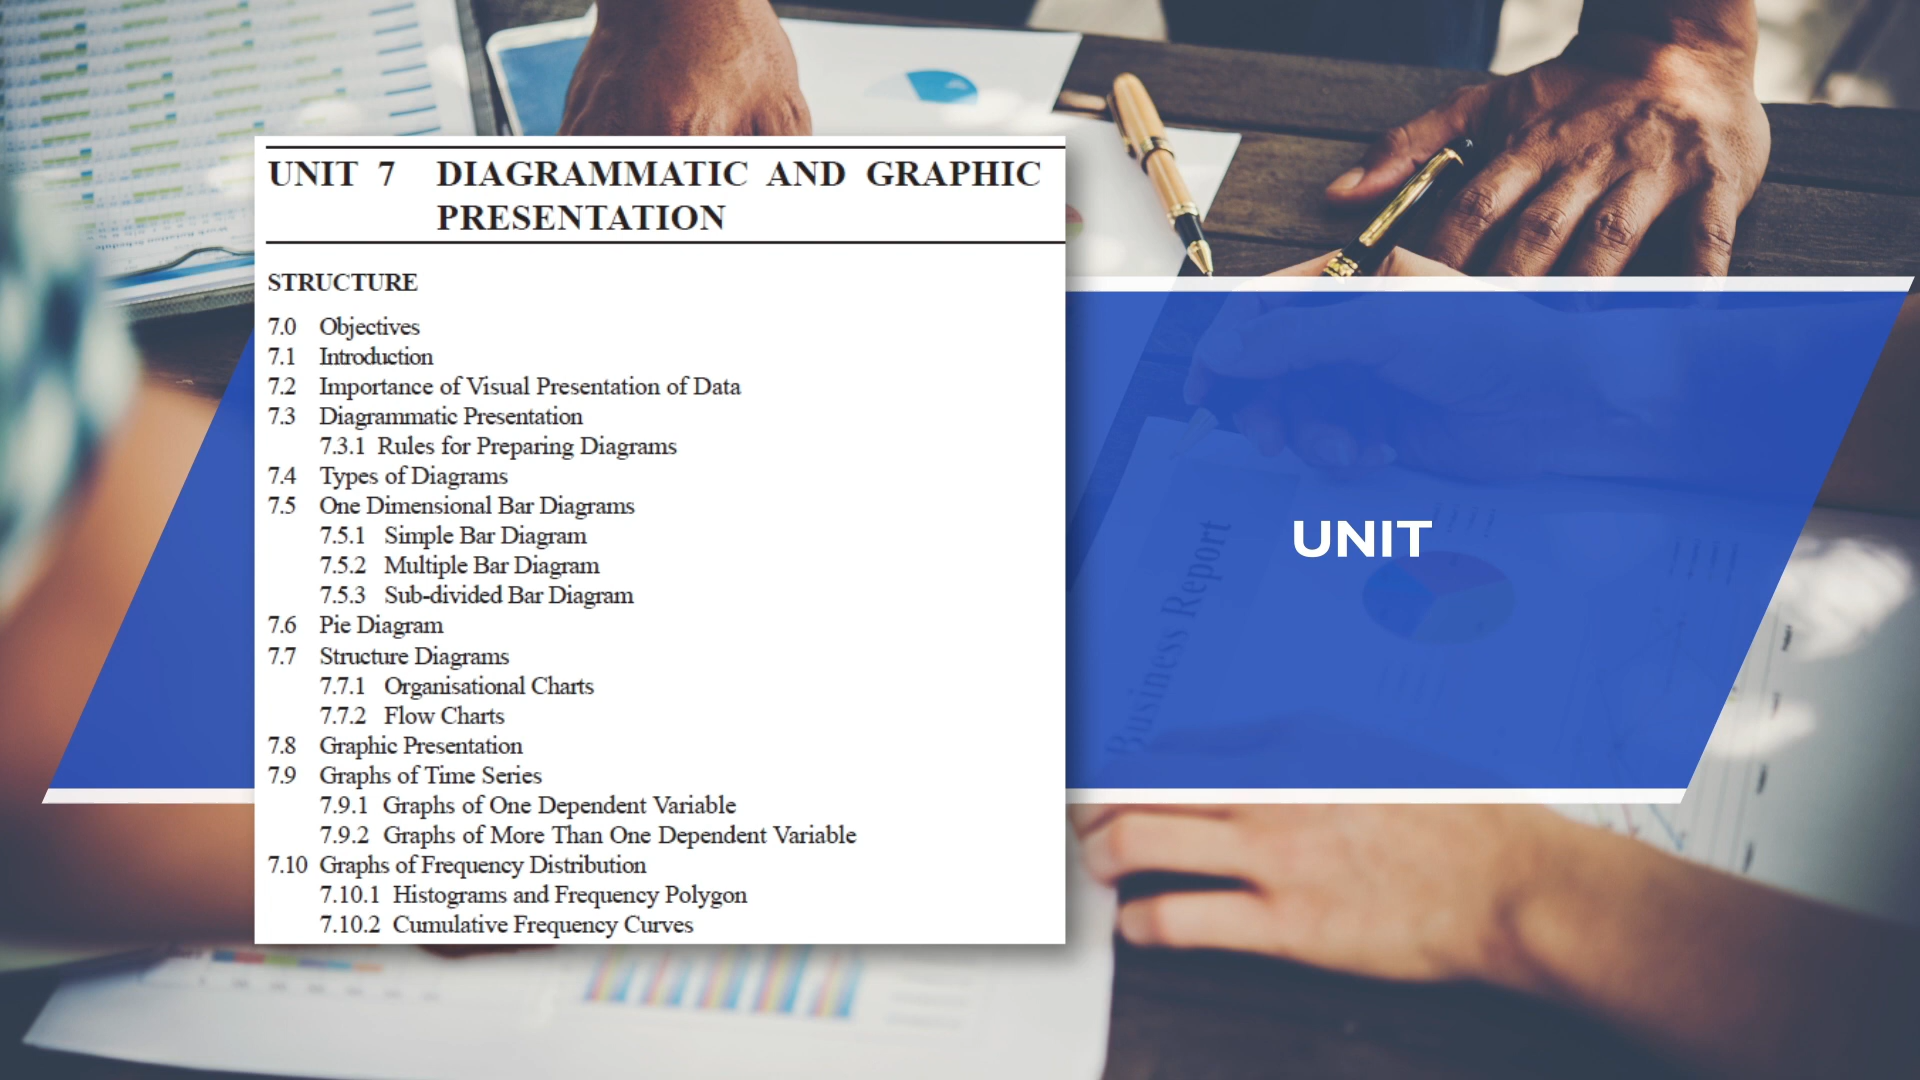 UNIT 7 DIAGRAMMATIC AND GRAPHIC
PRESENTATION
STRUCTURE
7.0 Objectives
7.1 Introduction
7.2 Importance of Visual Presentation of Data
7.3 Diagrammatic Presentation
7.3.1 Rules for Preparing Diagrams
7.4 Types of Diagrams
7.5 One Dimensional Bar Diagrams
7.5.1 Simple Bar Diagram
7.5.2 Multiple Bar Diagram
7.5.3 Sub-divided Bar Diagram
7.6 Pie Diagram
7.7 Structure Diagrams
7.7.1 Organisational Charts
7.7.2 Flow Charts
7.8 Graphic Presentation
7.9 Graphs of Time Series
7.9.1 Graphs of One Dependent Variable
7.9.2 Graphs of More Than One Dependent Variable
7.10 Graphs of Frequency Distribution
7.10.1 Histograms and Frequency Polygon
7.10.2 Cumulative Frequency Curves
UNIT
Business Report